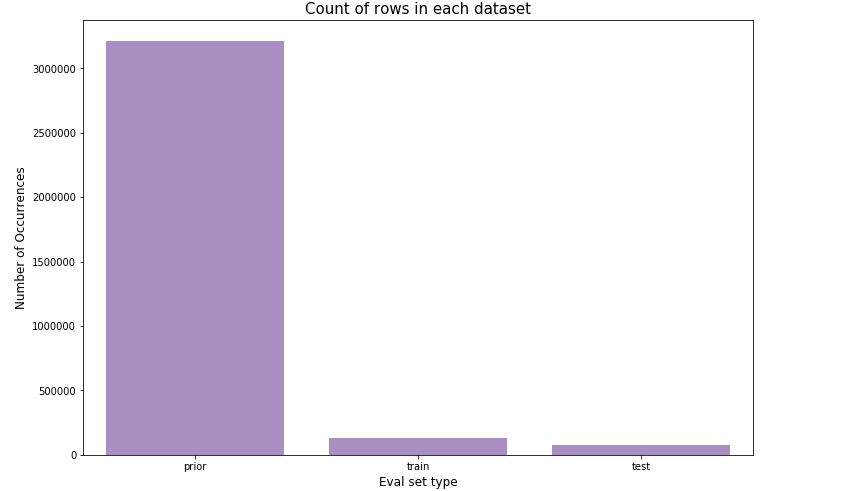 Count of rows in each dataset
Number of Occurrences
3000000
2500000
2000000
1500000
1000000
500000
0
prior
train
test
Eval set type